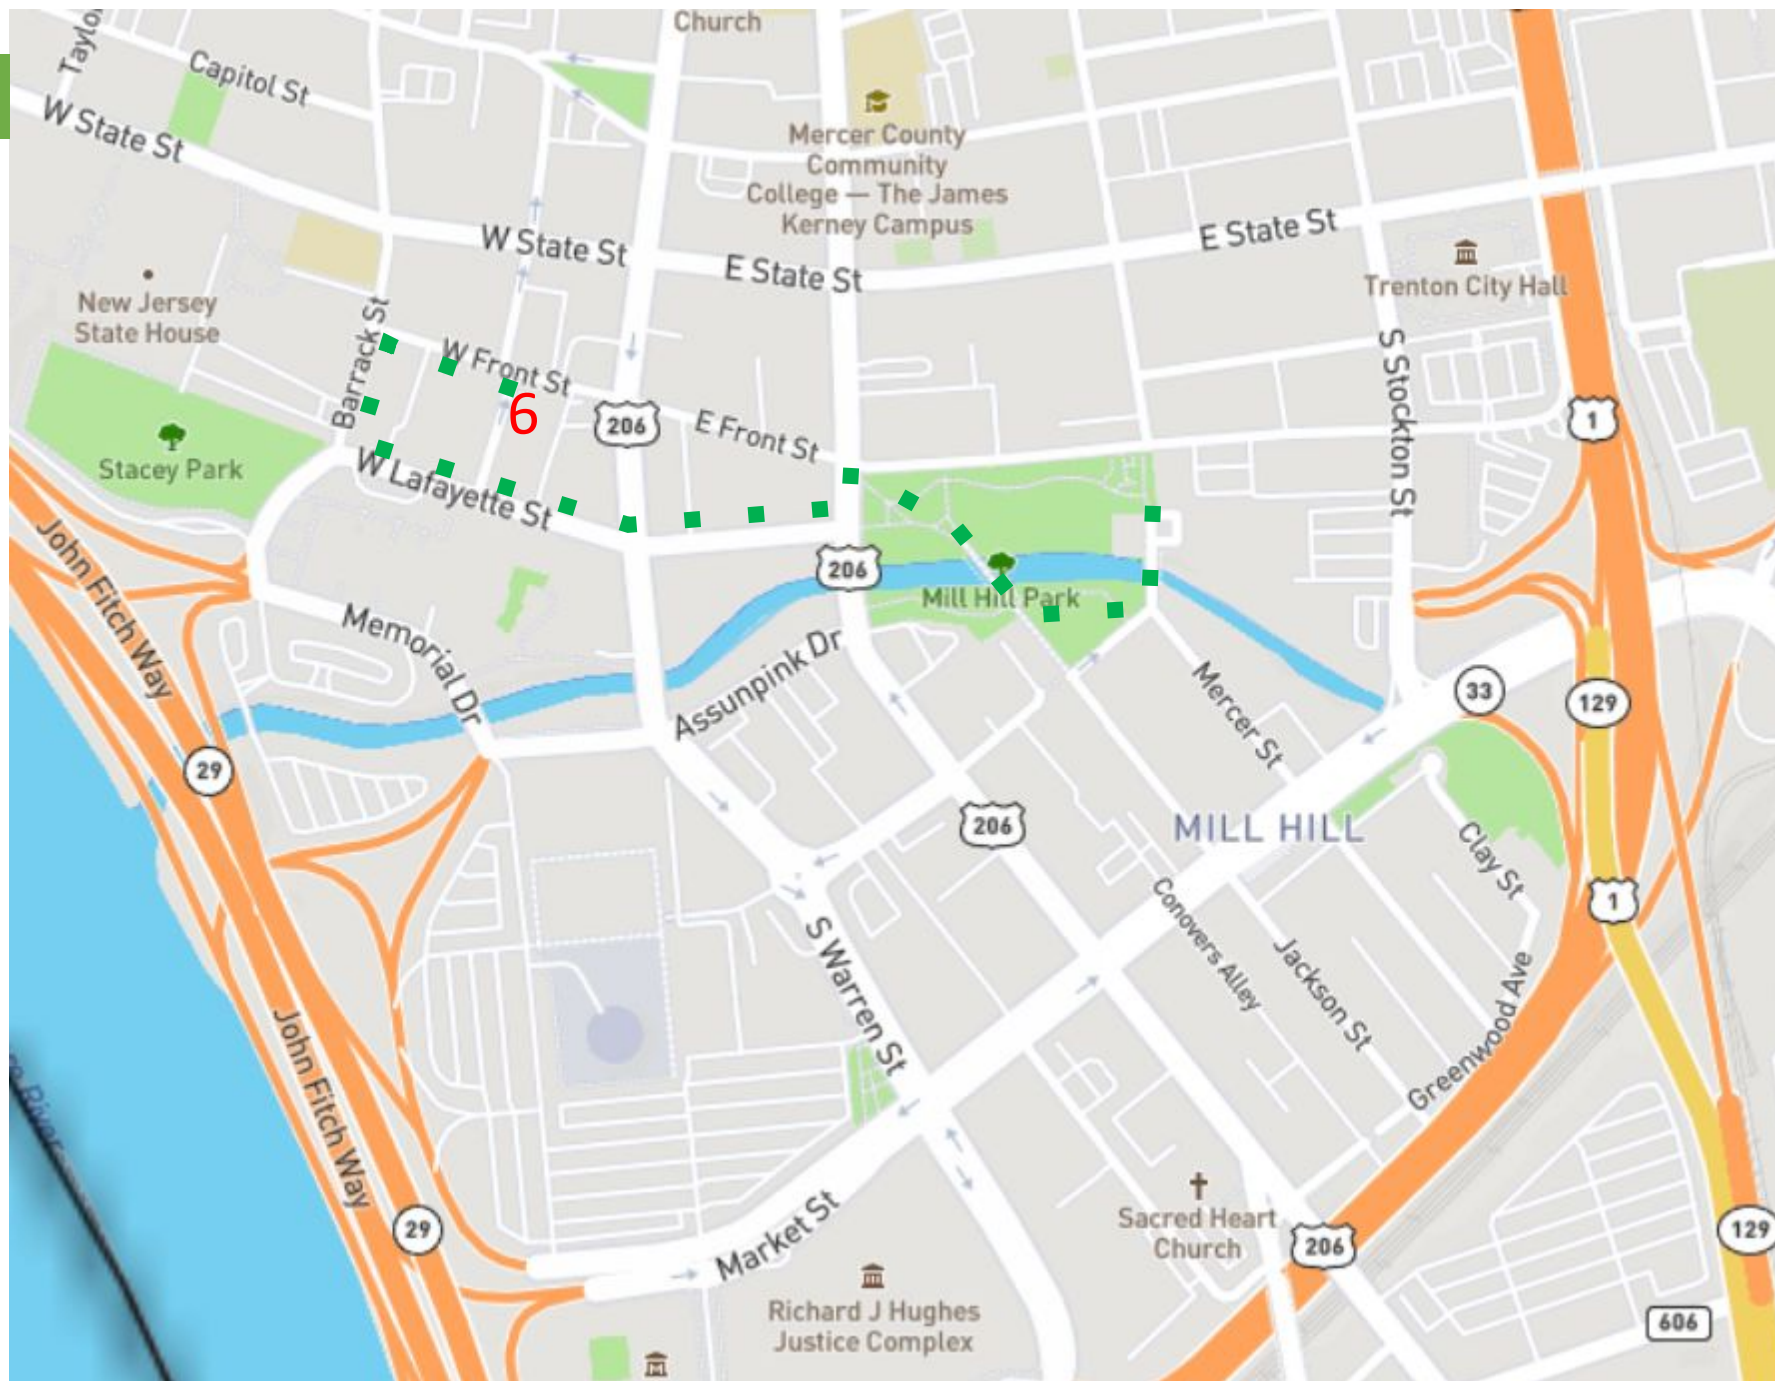 Church
Taylo
Capitol St
W State St
Mercer County
Community
College — The James
Kerney Campus
W State St
E State St
E State St
Trenton City Hall
New Jersey
State House
Barrack St
W Front St
6
206
E Front St
S Stockton St
1
Stacey Park
W Lafayette St
John Fitch Way
206
Mill Hill Park
Memorial Dr
Assunpink Dr
Mercer St
33
129
29
206
MILL HILL
Clay St
1
Conovers Alley
S Warren St
Jackson St
Greenwood Ave
John Fitch Way
River
29
Market St
Sacred Heart
Church
206
129
Richard J Hughes
Justice Complex
606